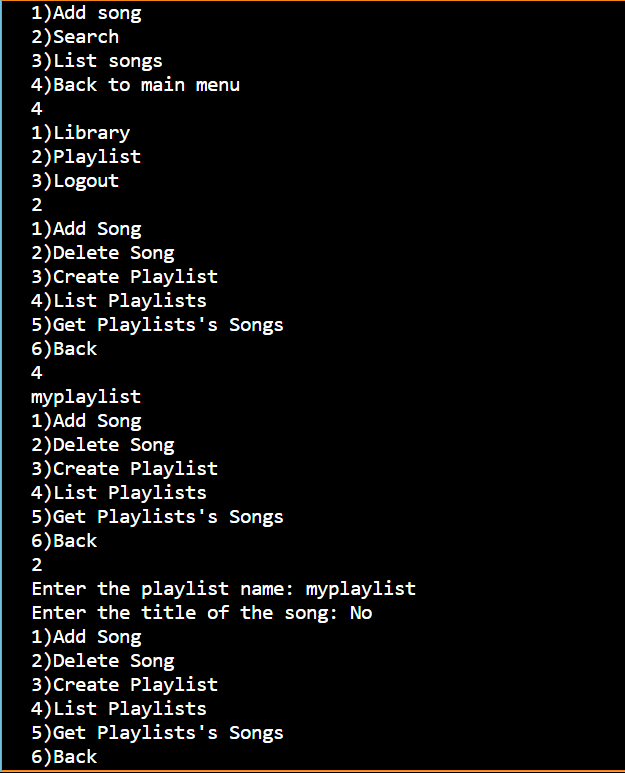 1)Add song
2)Search
3)List songs
4)Back to main menu
4
1)Library
2)Playlist
3)Logout
2
1)Add Song
2)Delete Song
3)Create Playlist
4)List Playlists
5)Get Playlists's Songs
6)Back
4
myplaylist
1)Add Song
2)Delete Song
3)Create Playlist
4)List Playlists
5)Get Playlists's Songs
6)Back
2
Enter the playlist name: myplaylist
Enter the title of the song: No
1)Add Song
2)Delete Song
3)Create Playlist
4)List Playlists
5)Get Playlists's Songs
6)Back